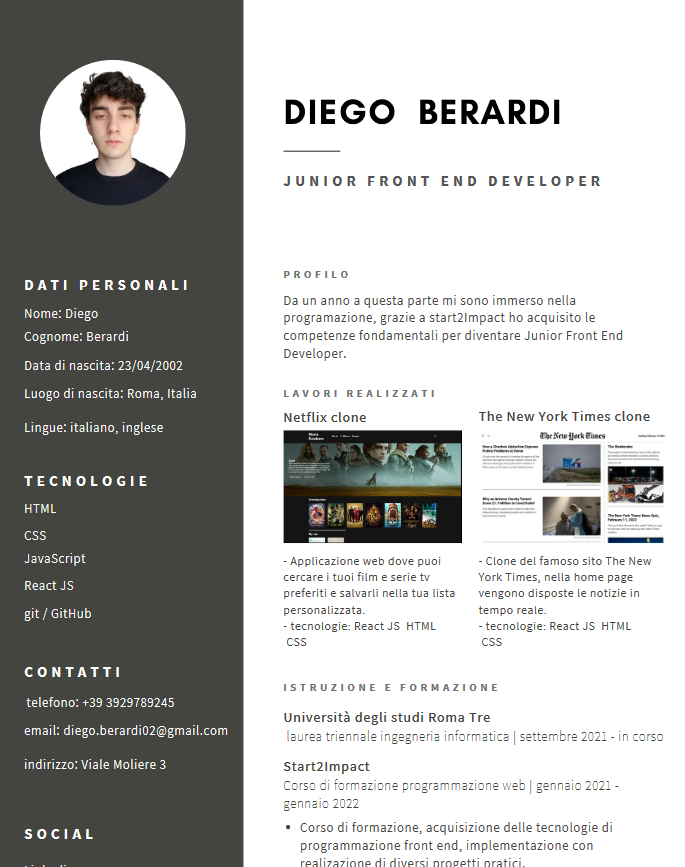 DIEGO BERARDI
JUNIOR FRONT END DEVELOPER
DATI PERSONALI
Nome: Diego
Cognome: Berardi
Data di nascita: 23/04/2002
Luogo di nascita: Roma, Italia
Lingue: italiano, inglese
TECNOLOGIE
HTML
CSS
JavaScript
React JS
git / GitHub
CONTATTI
telefono: +39 3929789245
email: diego.berardi02@gmail.com
indirizzo: Viale Moliere 3
SOCIAL
PROFILO
Da un anno a questa parte mi sono immerso nella
programazione, grazie a start2Impact ho acquisito le
competenze fondamentali per diventare Junior Front End
Developer.
LAVORI REALIZZATI
Netflix clone
- Applicazione web dove puoi
cercare i tuoi film e serie tv
preferiti e salvarli nella tua lista
personalizzata.
- tecnologie: React JS HTML
CSS
The New York Times clone
The New York Times
- Clone del famoso sito The New
York Times, nella home page
vengono disposte le notizie in
tempo reale.
- tecnologie: React JS HTML
CSS
ISTRUZIONE E FORMAZIONE
Università degli studi Roma Tre
laurea triennale ingegneria informatica | settembre 2021 - in corso
Start2Impact
Corso di formazione programmazione web | gennaio 2021 -
gennaio 2022
• Corso di formazione, acquisizione delle tecnologie di
programmazione front end, implementazione con
realizzazione di diversi progetti pratici.